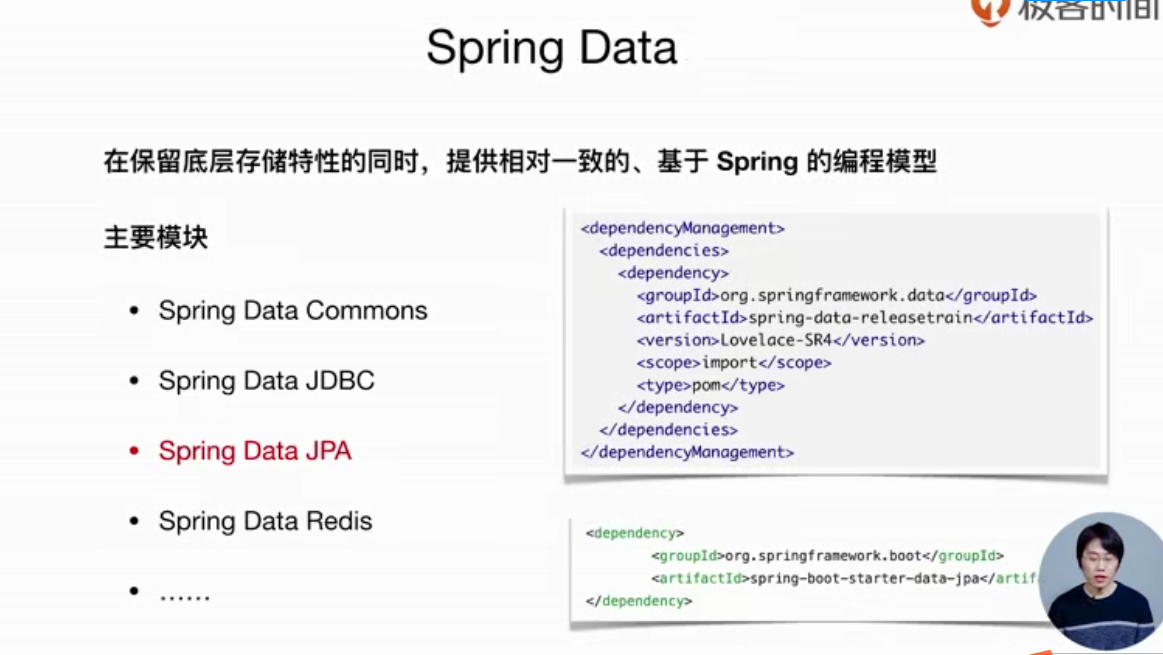 极客时间
Spring Data
在保留底层存储特性的同时，提供相对一致的、基于 Spring 的编程模型
主要模块
• Spring Data Commons
• Spring Data JDBC
• Spring Data JPA
• Spring Data Redis
• ……
<dependencyManagement>
<dependencies>
<dependency>
<groupId>org.springframework.data</groupId>
<artifactId>spring-data-releasetrain</artifactId>
<version>Lovelace-SR4</version>
<scope>import</scope>
<type>pom</type>
</dependency>
</dependencies>
</dependencyManagement>
<dependency>
<groupId>org.springframework.boot</groupId>
<artifactId>spring-boot-starter-data-jpa</artif
</dependency>